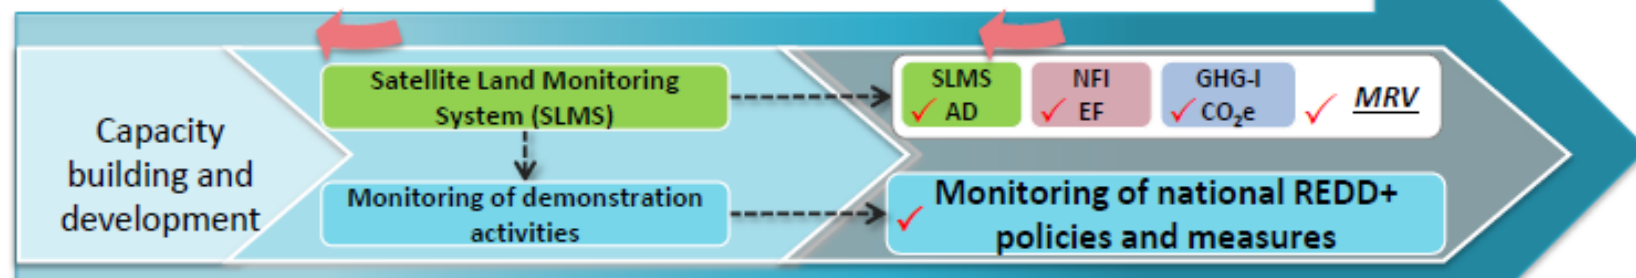 Capacity
building and
development
Satellite Land Monitoring
System (SLMS)
Monitoring of demonstration
activities
SLMS
✓ AD
NFI
✓ EF
GHG-I
✓ CO₂e
✓ MRV
Monitoring of national REDD+
✓ policies and measures